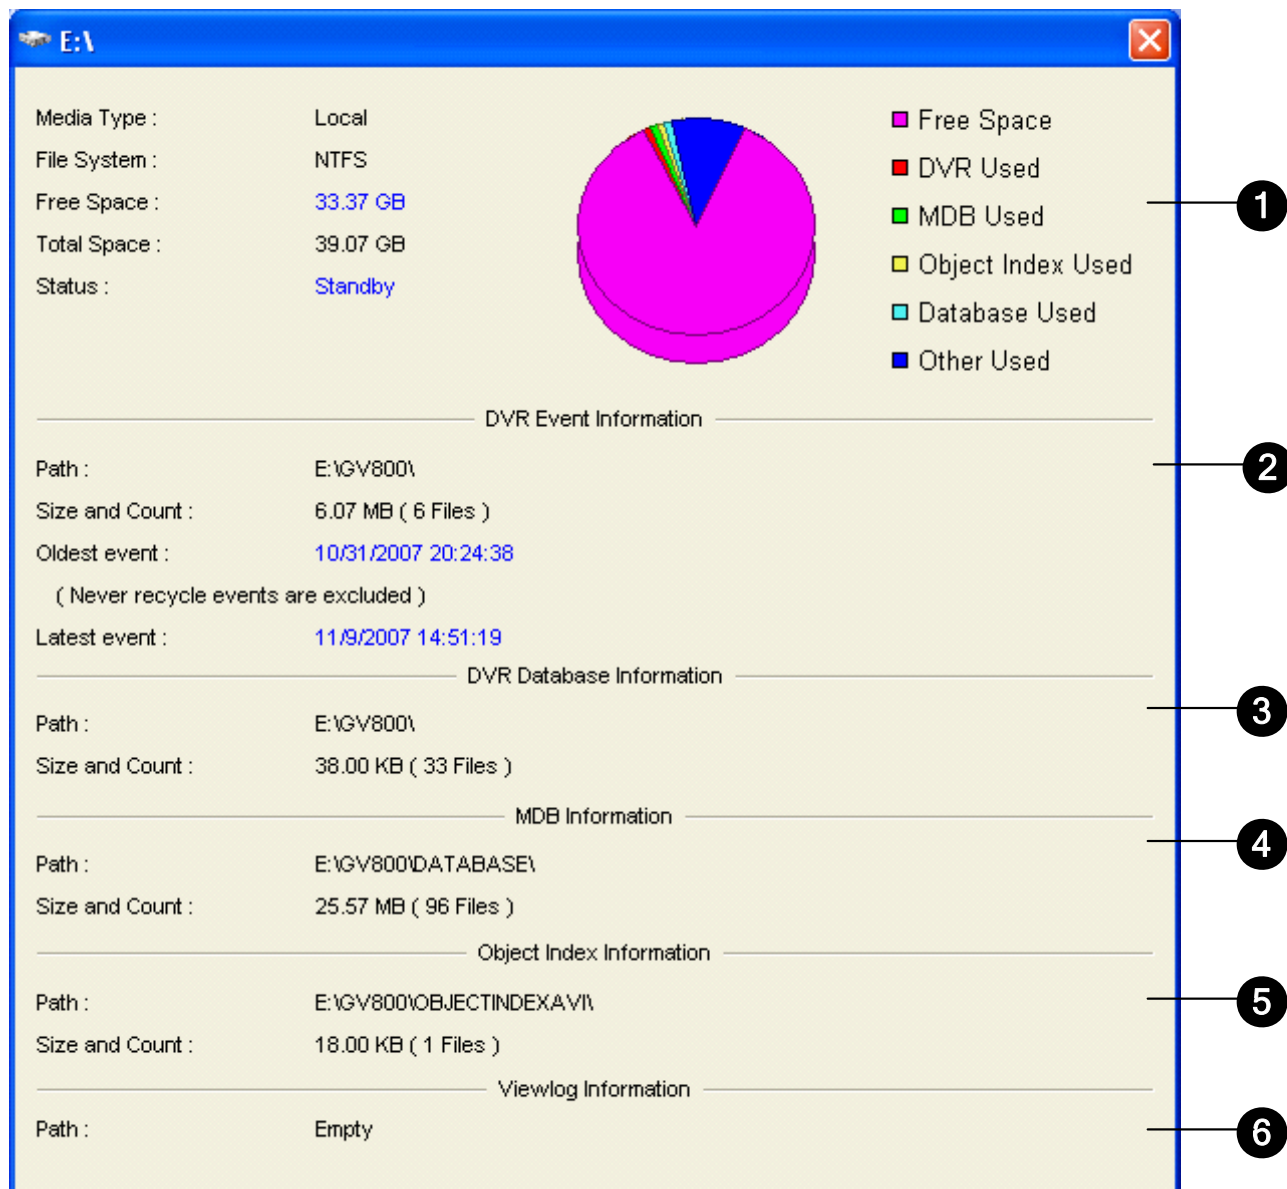 E:\
Media Type : Local
File System : NTFS
Free Space : 33.37 GB
Total Space : 39.07 GB
Status : Standby
Free Space
DVR Used
MDB Used
Object Index Used
Database Used
Other Used
1
DVR Event Information
Path : E:\GV800\
2
Size and Count : 6.07 MB ( 6 Files )
Oldest event : 10/31/2007 20:24:38
( Never recycle events are excluded )
Latest event : 11/9/2007 14:51:19
DVR Database Information
3
Path : E:\GV800\
Size and Count : 38.00 KB ( 33 Files )
MDB Information
4
Path : E:\GV800\DATABASE\
Size and Count : 25.57 MB ( 96 Files )
Object Index Information
Path : E:\GV800\OBJECTINDEXAVI\
5
Size and Count : 18.00 KB ( 1 Files )
Viewlog Information
Path : Empty
6